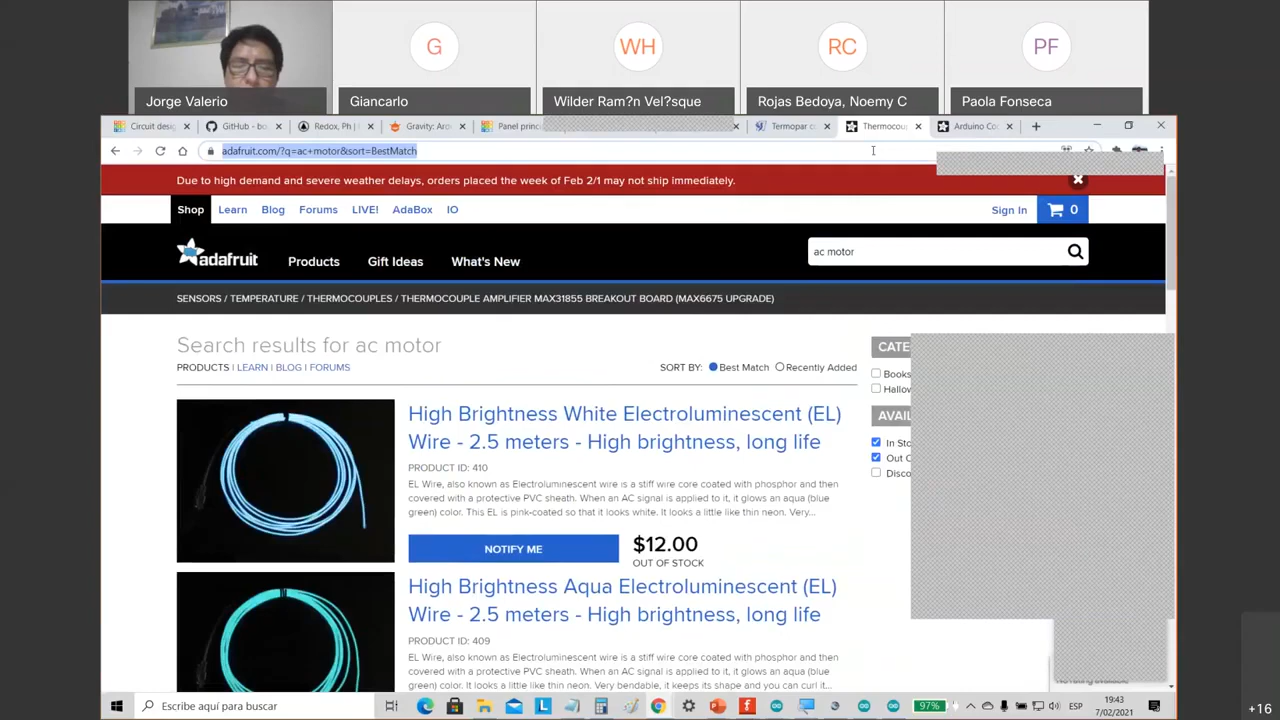 G
WH
RC
PF
Jorge Valerio
Giancarlo
Wilder Ram?n Vel?sque
Rojas Bedoya, Noemy C
Paola Fonseca
Circuit desig
GitHub - bo
Redox, Ph |
Gravity: Ard
Panel princ
Termopar c
Thermocoup
Arduino Co
adafruit.com/?q=ac+motor&sort=BestMatch
Due to high demand and severe weather delays, orders placed the week of Feb 2/1 may not ship immediately.
Shop
Learn
Blog
Forums
LIVE!
AdaBox
IO
Sign In
0
adafruit
Products
Gift Ideas
What's New
ac motor
SENSORS / TEMPERATURE / THERMOCOUPLES / THERMOCOUPLE AMPLIFIER MAX31855 BREAKOUT BOARD (MAX6675 UPGRADE)
Search results for ac motor
PRODUCTS | LEARN | BLOG | FORUMS
SORT BY: Best Match Recently Added
CATE
Books
Hallow
AVAI
In Sto
Out O
Disco
High Brightness White Electroluminescent (EL)
Wire - 2.5 meters - High brightness, long life
PRODUCT ID: 410
EL Wire, also known as Electroluminescent wire is a stiff wire core coated with phosphor and then
covered with a protective PVC sheath. When an AC signal is applied to it, it glows an aqua (blue
green) color. This EL is pink-coated so that it looks white. It looks a little like thin neon. Very...
NOTIFY ME
$12.00
OUT OF STOCK
High Brightness Aqua Electroluminescent (EL)
Wire - 2.5 meters - High brightness, long life
PRODUCT ID: 409
EL Wire, also known as Electroluminescent wire is a stiff wire core coated with phosphor and then
covered with a protective PVC sheath. When an AC signal is applied to it, it glows an aqua (blue
green) color. It looks a little like thin neon. Very bendable, it keeps its shape and you can curl it...
Escribe aquí para buscar
97%
ESP
19:43
7/02/2021
+16